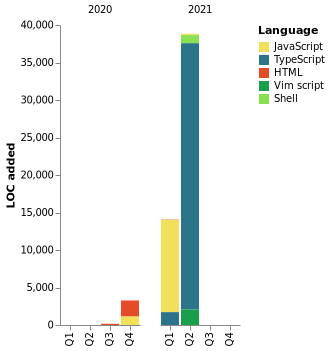 2020
2021
LOC added
40,000
35,000
30,000
25,000
20,000
15,000
10,000
5,000
0
Q1
Q2
Q3
Q4
Q1
Q2
Q3
Q4
Language
JavaScript
TypeScript
HTML
Vim script
Shell